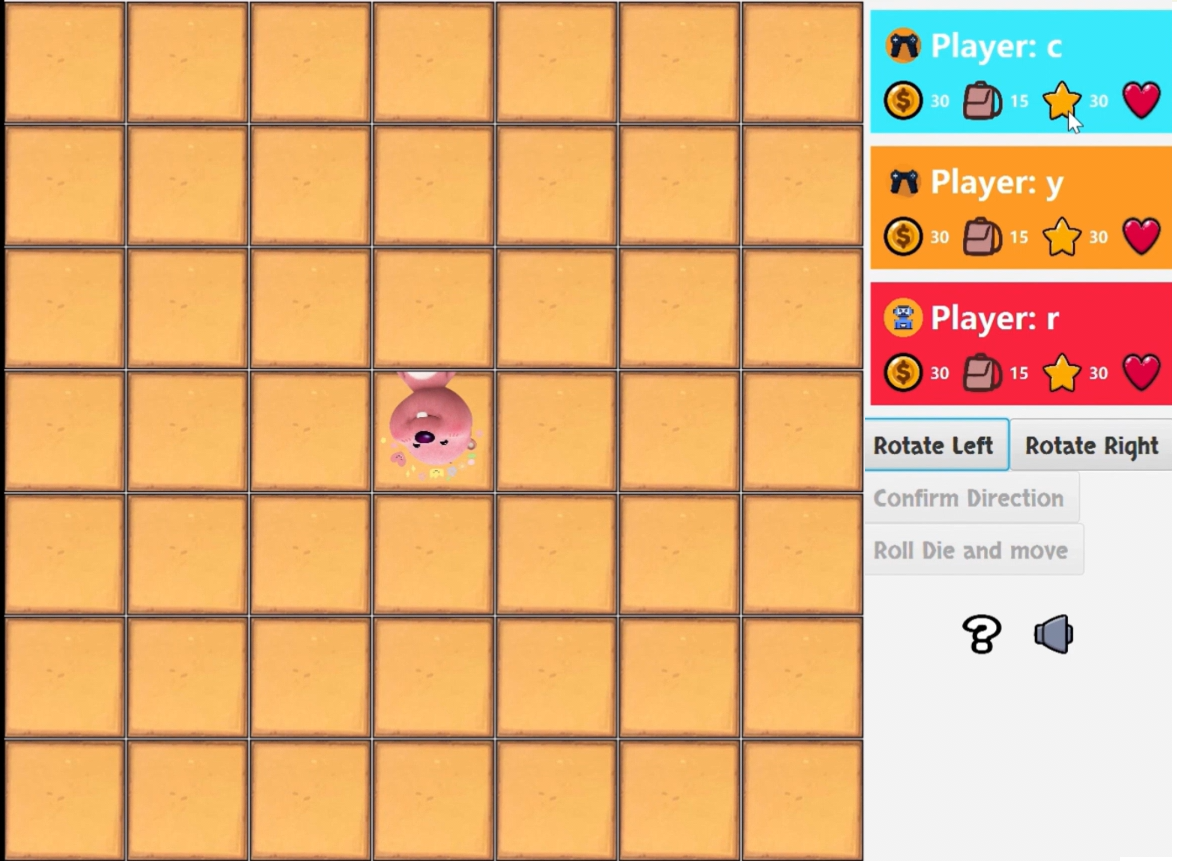 Player: c
30 15 30
Player: y
30 15 30
Player: r
30 15 30
Rotate Left Rotate Right
Confirm Direction
Roll Die and move
?